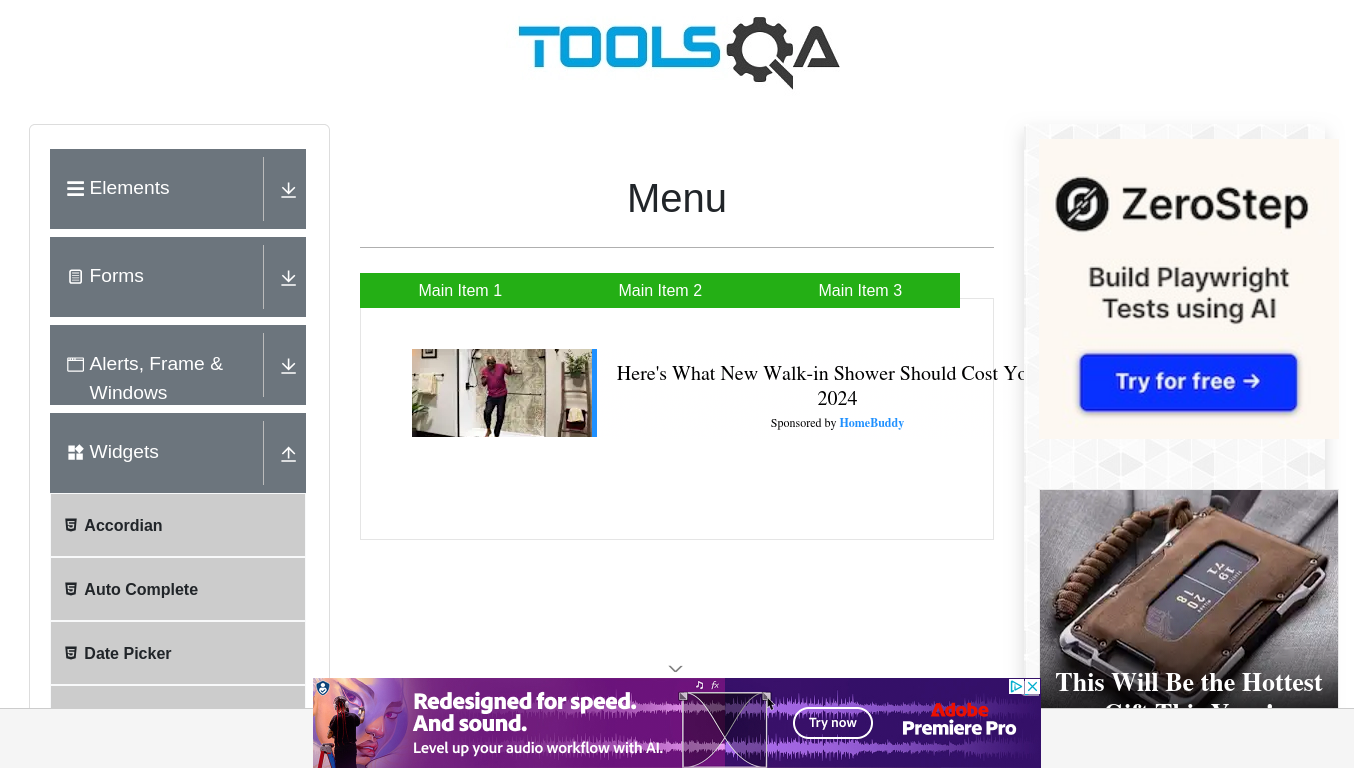 TOOLSQA
Elements
Forms
Alerts, Frame &
Windows
Widgets
Accordian
Auto Complete
Date Picker
Menu
Main Item 1
Main Item 2
Main Item 3
Here's What New Walk-in Shower Should Cost Yo
2024
Sponsored by HomeBuddy
ZeroStep
Build Playwright
Tests using AI
Try for free →
This Will Be the Hottest
Redesigned for speed.
And sound.
Level up your audio workflow with AI.
fx
Try now
Adobe
Premiere Pro